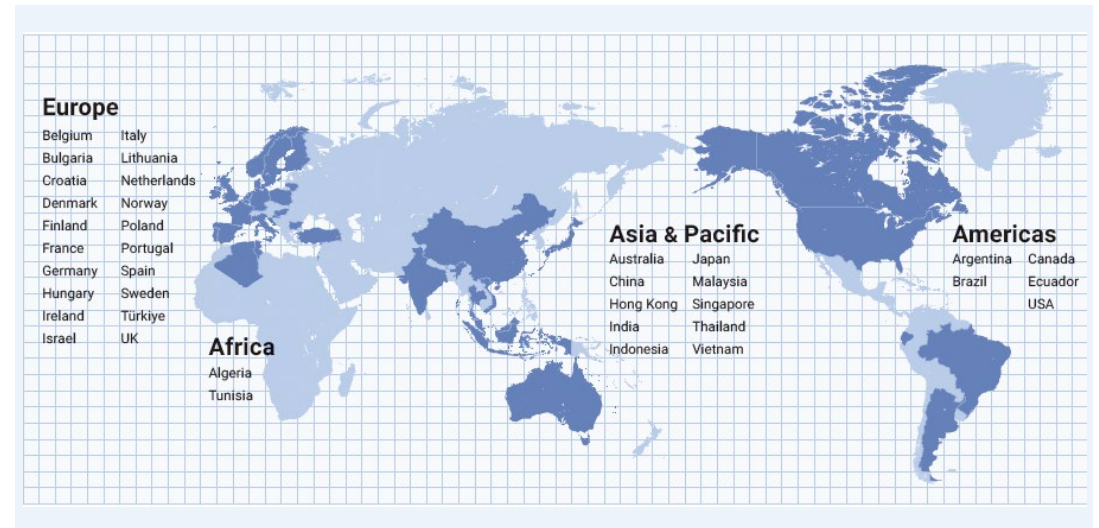 Europe
Belgium Italy
Bulgaria Lithuania
Croatia Netherlands
Denmark Norway
Finland Poland
France Portugal
Germany Spain
Hungary Sweden
Ireland Türkiye
Israel UK
Africa
Algeria
Tunisia
Asia & Pacific
Australia Japan
China Malaysia
Hong Kong Singapore
India Thailand
Indonesia Vietnam
Americas
Argentina Canada
Brazil Ecuador
USA